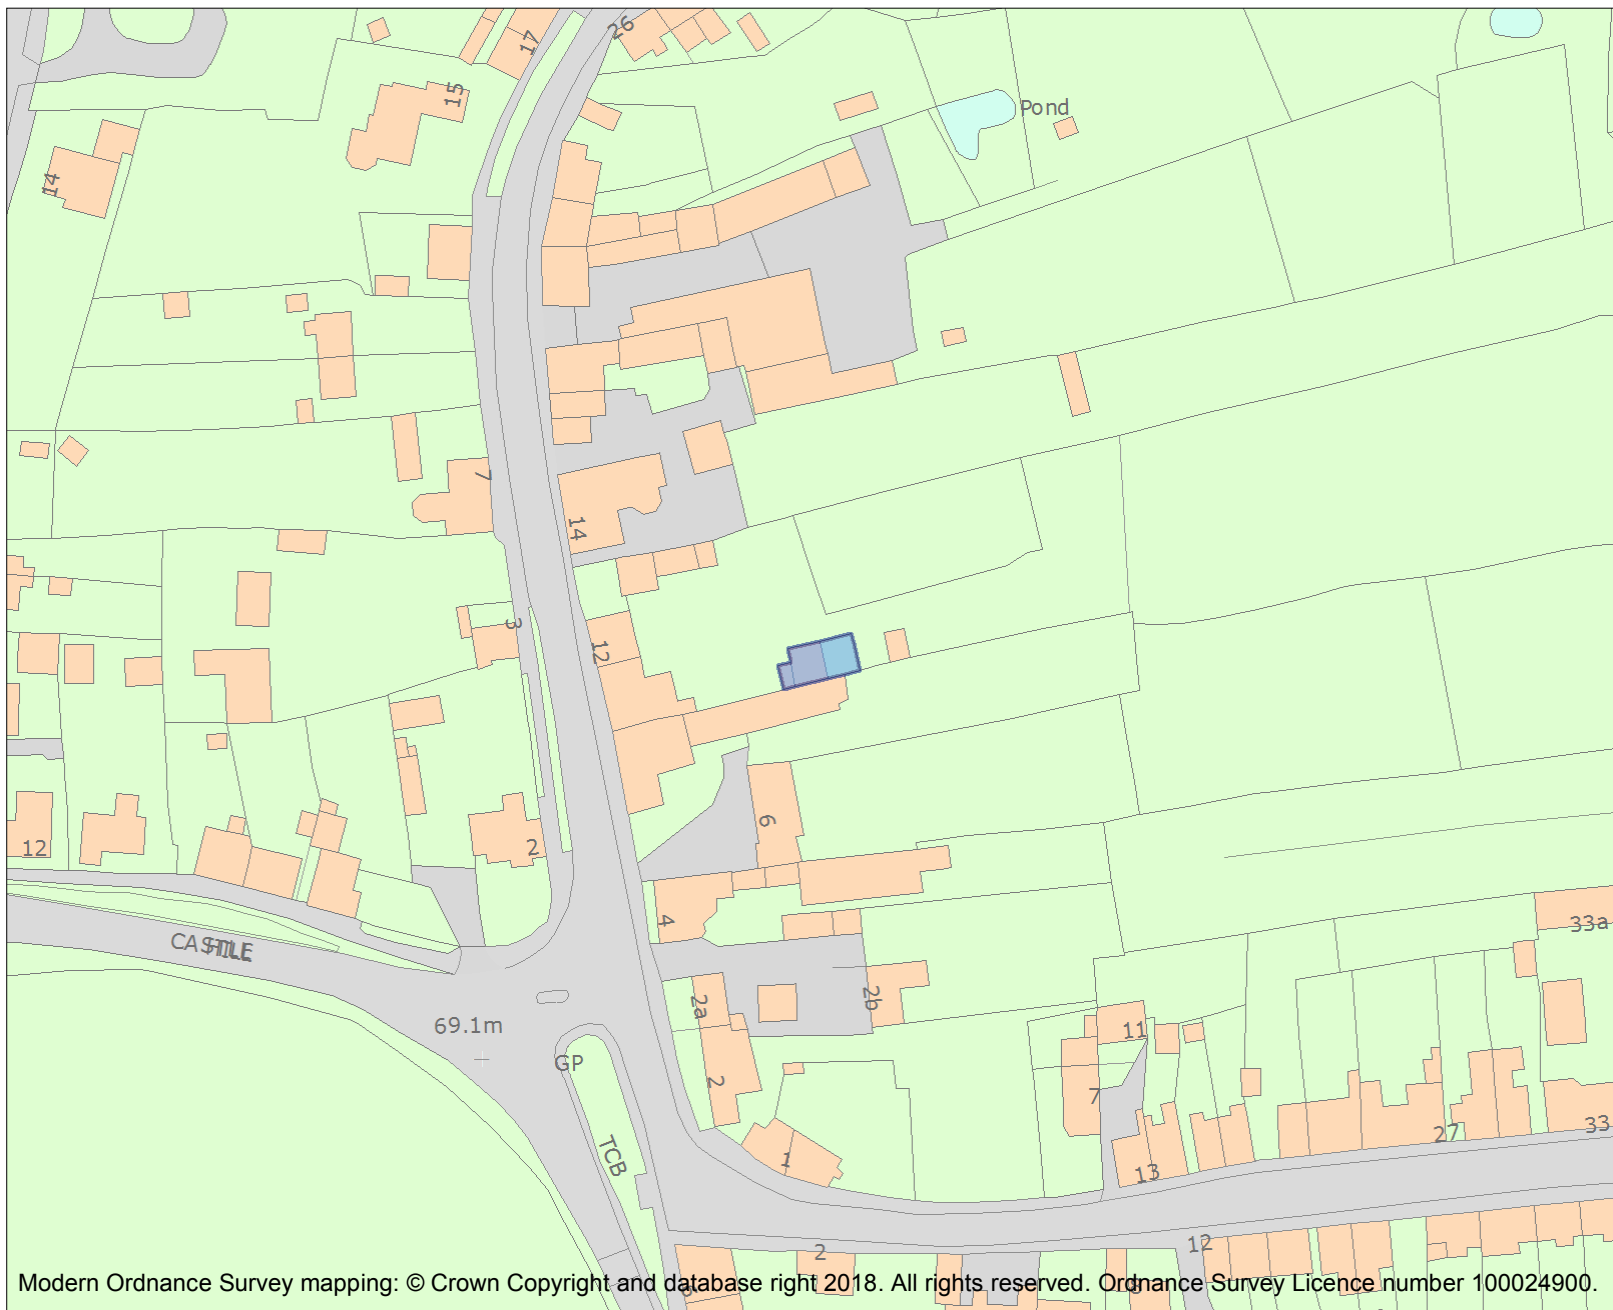 26
17
15
Pond
14
7
14
3
12
6
12
2
4
CASTLE HILL
33a
2a
2b
69.1m
11
GP
2
7
27
33
TCB
1
13
12
2
Modern Ordnance Survey mapping: © Crown Copyright and database right 2018. All rights reserved. Ordnance Survey Licence number 100024900.